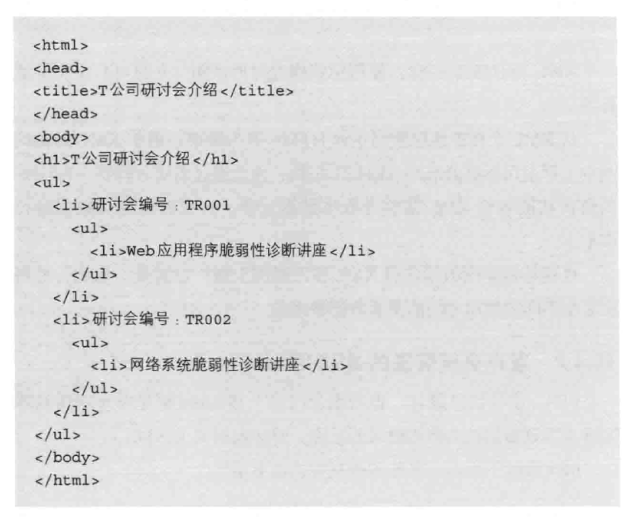 <html>
<head>
<title>T公司研讨会介绍</title>
</head>
<body>
<h1>T公司研讨会介绍</h1>
<ul>
  <li>研讨会编号：TR001
    <ul>
      <li>Web应用程序脆弱性诊断讲座</li>
    </ul>
  </li>
  <li>研讨会编号：TR002
    <ul>
      <li>网络系统脆弱性诊断讲座</li>
    </ul>
  </li>
</ul>
</body>
</html>